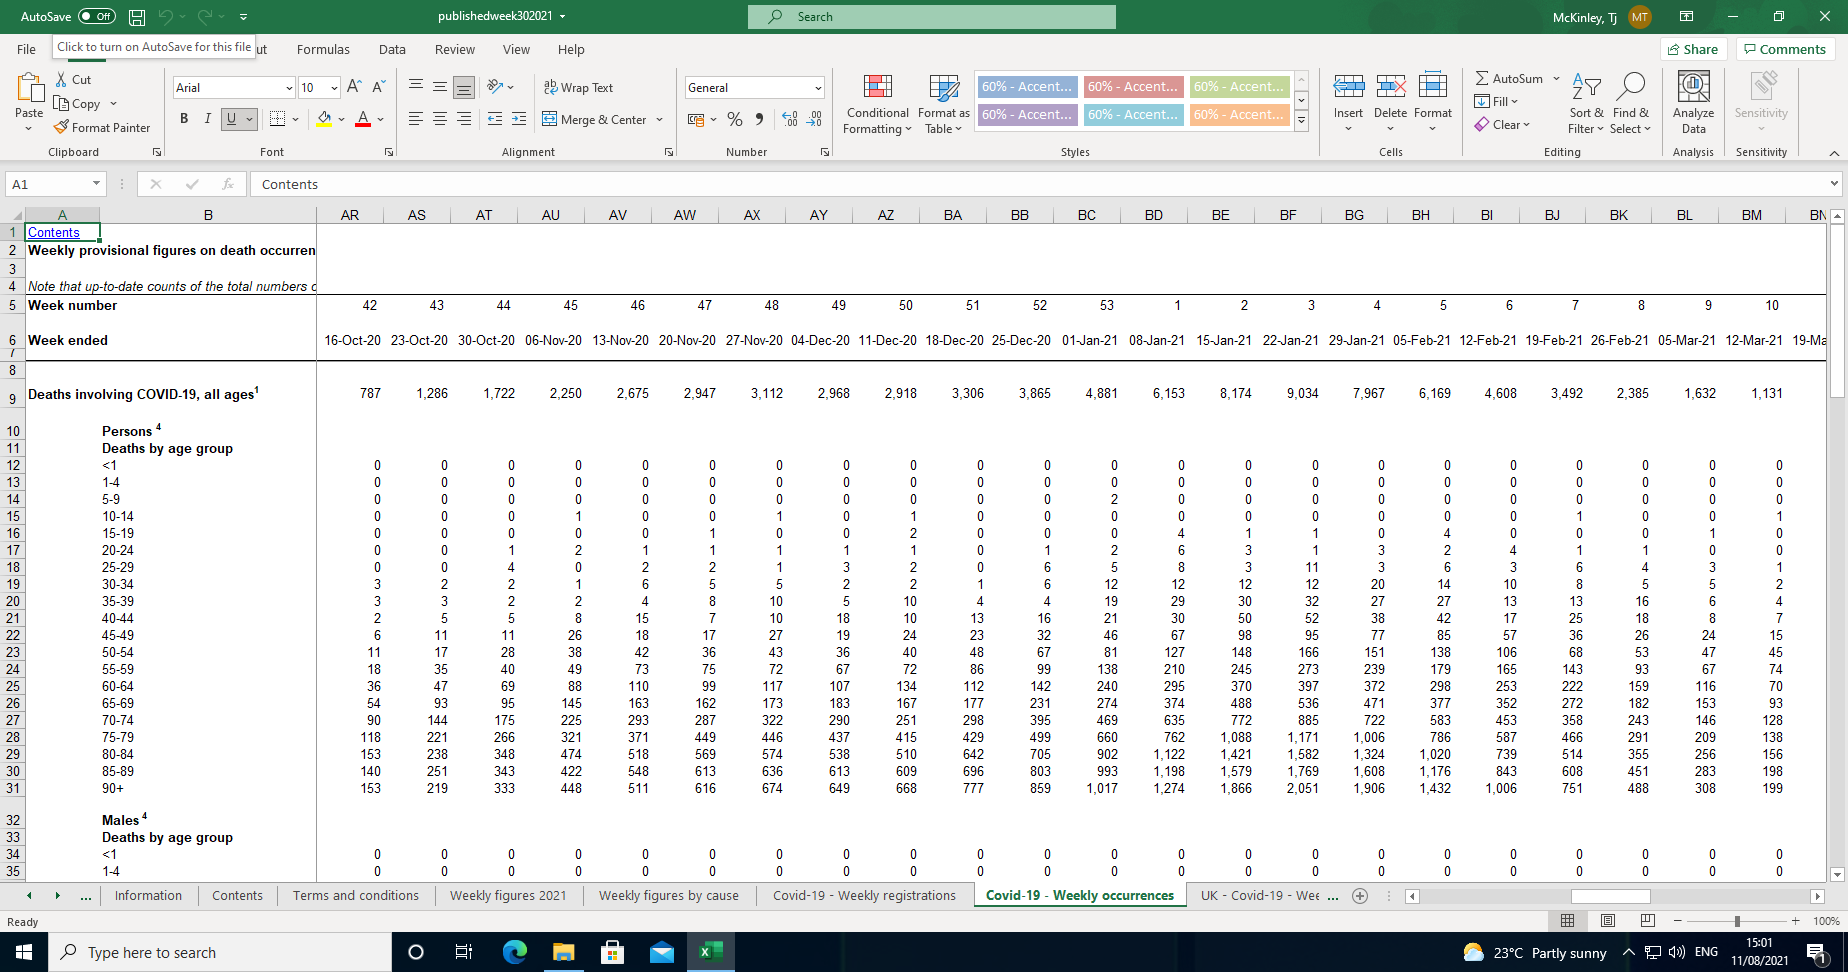 AutoSave Off publishedweek302021 Search McKinley, Tj MT
File ut Formulas Data Review View Help Share Comments
Click to turn on AutoSave for this file
Paste Cut Copy Format Painter
Arial 10
B I U
Wrap Text
Merge & Center
General
Conditional Formatting Format as Table
60% - Accent... 60% - Accent... 60% - Accent...
60% - Accent... 60% - Accent... 60% - Accent...
Insert Delete Format
AutoSum Fill Clear
Sort & Filter Find & Select
Analyze Data
Sensitivity
Clipboard Font Alignment Number Styles Cells Editing Analysis Sensitivity
A1 fx Contents
A B AR AS AT AU AV AW AX AY AZ BA BB BC BD BE BF BG BH BI BJ BK BL BM BN
1 Contents
2 Weekly provisional figures on death occurren
3
4 Note that up-to-date counts of the total numbers o
5 Week number 42 43 44 45 46 47 48 49 50 51 52 53 1 2 3 4 5 6 7 8 9 10
6 Week ended 16-Oct-20 23-Oct-20 30-Oct-20 06-Nov-20 13-Nov-20 20-Nov-20 27-Nov-20 04-Dec-20 11-Dec-20 18-Dec-20 25-Dec-20 01-Jan-21 08-Jan-21 15-Jan-21 22-Jan-21 29-Jan-21 05-Feb-21 12-Feb-21 19-Feb-21 26-Feb-21 05-Mar-21 12-Mar-21 19-Ma
7
8
9 Deaths involving COVID-19, all ages1 787 1,286 1,722 2,250 2,675 2,947 3,112 2,968 2,918 3,306 3,865 4,881 6,153 8,174 9,034 7,967 6,169 4,608 3,492 2,385 1,632 1,131
10 Persons 4
11 Deaths by age group
12 <1 0 0 0 0 0 0 0 0 0 0 0 0 0 0 0 0 0 0 0 0 0 0
13 1-4 0 0 0 0 0 0 0 0 0 0 0 0 0 0 0 0 0 0 0 0 0 0
14 5-9 0 0 0 0 0 0 0 0 0 0 0 2 0 0 0 0 0 0 0 0 0 0
15 10-14 0 0 0 1 0 0 1 0 1 0 0 0 0 0 0 0 0 0 1 0 0 1
16 15-19 0 0 0 0 0 1 0 0 2 0 0 0 4 1 1 0 4 0 0 0 1 0
17 20-24 0 0 1 2 1 1 1 1 1 0 1 2 6 3 1 3 2 4 1 1 0 0
18 25-29 0 0 4 0 2 2 1 3 2 0 6 5 8 3 11 3 6 3 6 4 3 1
19 30-34 3 2 2 1 6 5 5 2 2 1 6 12 12 12 12 20 14 10 8 5 5 2
20 35-39 3 3 2 2 4 8 10 5 10 4 4 19 29 30 32 27 27 13 13 16 6 4
21 40-44 2 5 5 8 15 7 10 18 10 13 16 21 30 50 52 38 42 17 25 18 8 7
22 45-49 6 11 11 26 18 17 27 19 24 23 32 46 67 98 95 77 85 57 36 26 24 15
23 50-54 11 17 28 38 42 36 43 36 40 48 67 81 127 148 166 151 138 106 68 53 47 45
24 55-59 18 35 40 49 73 75 72 67 72 86 99 138 210 245 273 239 179 165 143 93 67 74
25 60-64 36 47 69 88 110 99 117 107 134 112 142 240 295 370 397 372 298 253 222 159 116 70
26 65-69 54 93 95 145 163 162 173 183 167 177 231 274 374 488 536 471 377 352 272 182 153 93
27 70-74 90 144 175 225 293 287 322 290 251 298 395 469 635 772 885 722 583 453 358 243 146 128
28 75-79 118 221 266 321 371 449 446 437 415 429 499 660 762 1,088 1,171 1,006 786 587 466 291 209 138
29 80-84 153 238 348 474 518 569 574 538 510 642 705 902 1,122 1,421 1,582 1,324 1,020 739 514 355 256 156
30 85-89 140 251 343 422 548 613 636 613 609 696 803 993 1,198 1,579 1,769 1,608 1,176 843 608 451 283 198
31 90+ 153 219 333 448 511 616 674 649 668 777 859 1,017 1,274 1,866 2,051 1,906 1,432 1,006 751 488 308 199
32 Males 4
33 Deaths by age group
34 <1 0 0 0 0 0 0 0 0 0 0 0 0 0 0 0 0 0 0 0 0 0 0
35 1-4 0 0 0 0 0 0 0 0 0 0 0 0 0 0 0 0 0 0 0 0 0 0
... Information Contents Terms and conditions Weekly figures 2021 Weekly figures by cause Covid-19 - Weekly registrations Covid-19 - Weekly occurrences UK - Covid-19 - Wee ...
Ready 100%
Type here to search 23°C Partly sunny ENG 15:01
11/08/2021 1